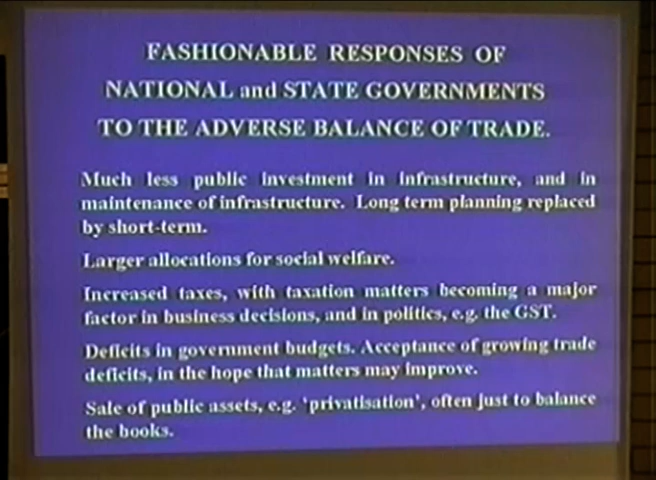 FASHIONABLE RESPONSES OF
NATIONAL and STATE GOVERNMENTS
TO THE ADVERSE BALANCE OF TRADE.
Much less public investment in infrastructure, and in
maintenance of infrastructure. Long term planning replaced
by short-term.
Larger allocations for social welfare.
Increased taxes, with taxation matters becoming a major
factor in business decisions, and in politics, e.g. the GST.
Deficits in government budgets. Acceptance of growing trade
deficits, in the hope that matters may improve.
Sale of public assets, e.g. ‘privatisation’, often just to balance
the books.